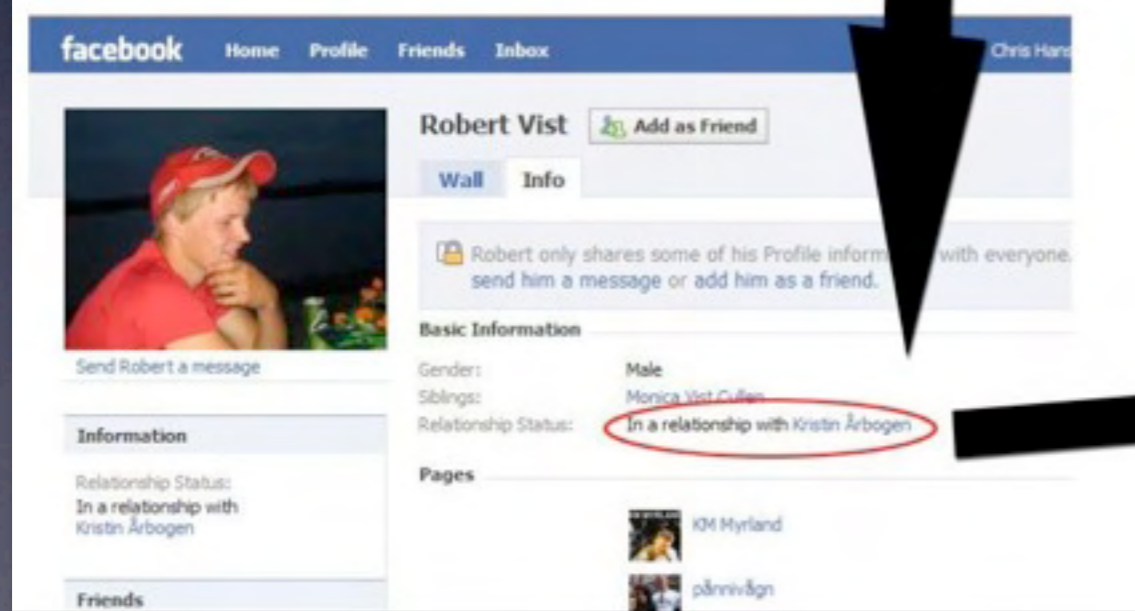 facebook Home Profile Friends Inbox Chris Hans
Robert Vist Add as Friend
Wall Info
Robert only shares some of his Profile with everyone.
send him a message or add him as a friend.
Send Robert a message
Basic Information
Gender: Male
Siblings: Monica Vist Cullen
Relationship Status: In a relationship with Kristin Årbogen
Information
Relationship Status:
In a relationship with
Kristin Årbogen
Friends
Pages
KM Myrland
pånnivågn